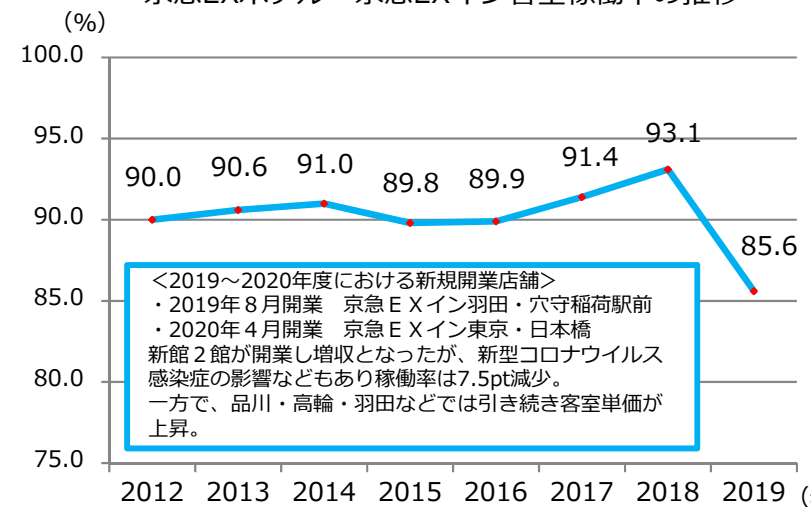 (%)
100.0
95.0
90.0
85.0
80.0
75.0
90.0
90.6
91.0
89.8
89.9
91.4
93.1
85.6
<2019~2020年度における新規開業店舗>
・2019年8月開業 京急EXイン羽田・穴守稲荷駅前
・2020年4月開業 京急EXイン東京・日本橋
新館2館が開業し増収となったが、新型コロナウイルス
感染症の影響などもあり稼働率は7.5pt減少。
一方で、品川・高輪・羽田などでは引き続き客室単価が
上昇。
2012 2013 2014 2015 2016 2017 2018 2019